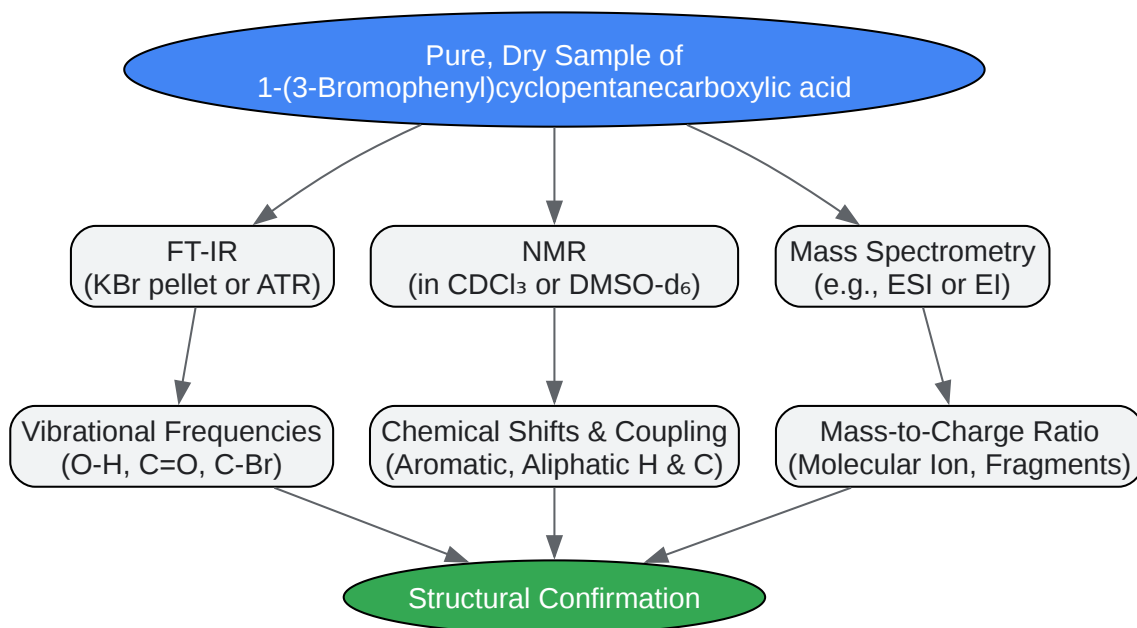 Pure, Dry Sample of
1-(3-Bromophenyl)cyclopentanecarboxylic acid
FT-IR
(KBr pellet or ATR)
NMR
(in CDCl₃ or DMSO-d₆)
Mass Spectrometry
(e.g., ESI or EI)
Vibrational Frequencies
(O-H, C=O, C-Br)
Chemical Shifts & Coupling
(Aromatic, Aliphatic H & C)
Mass-to-Charge Ratio
(Molecular Ion, Fragments)
Structural Confirmation